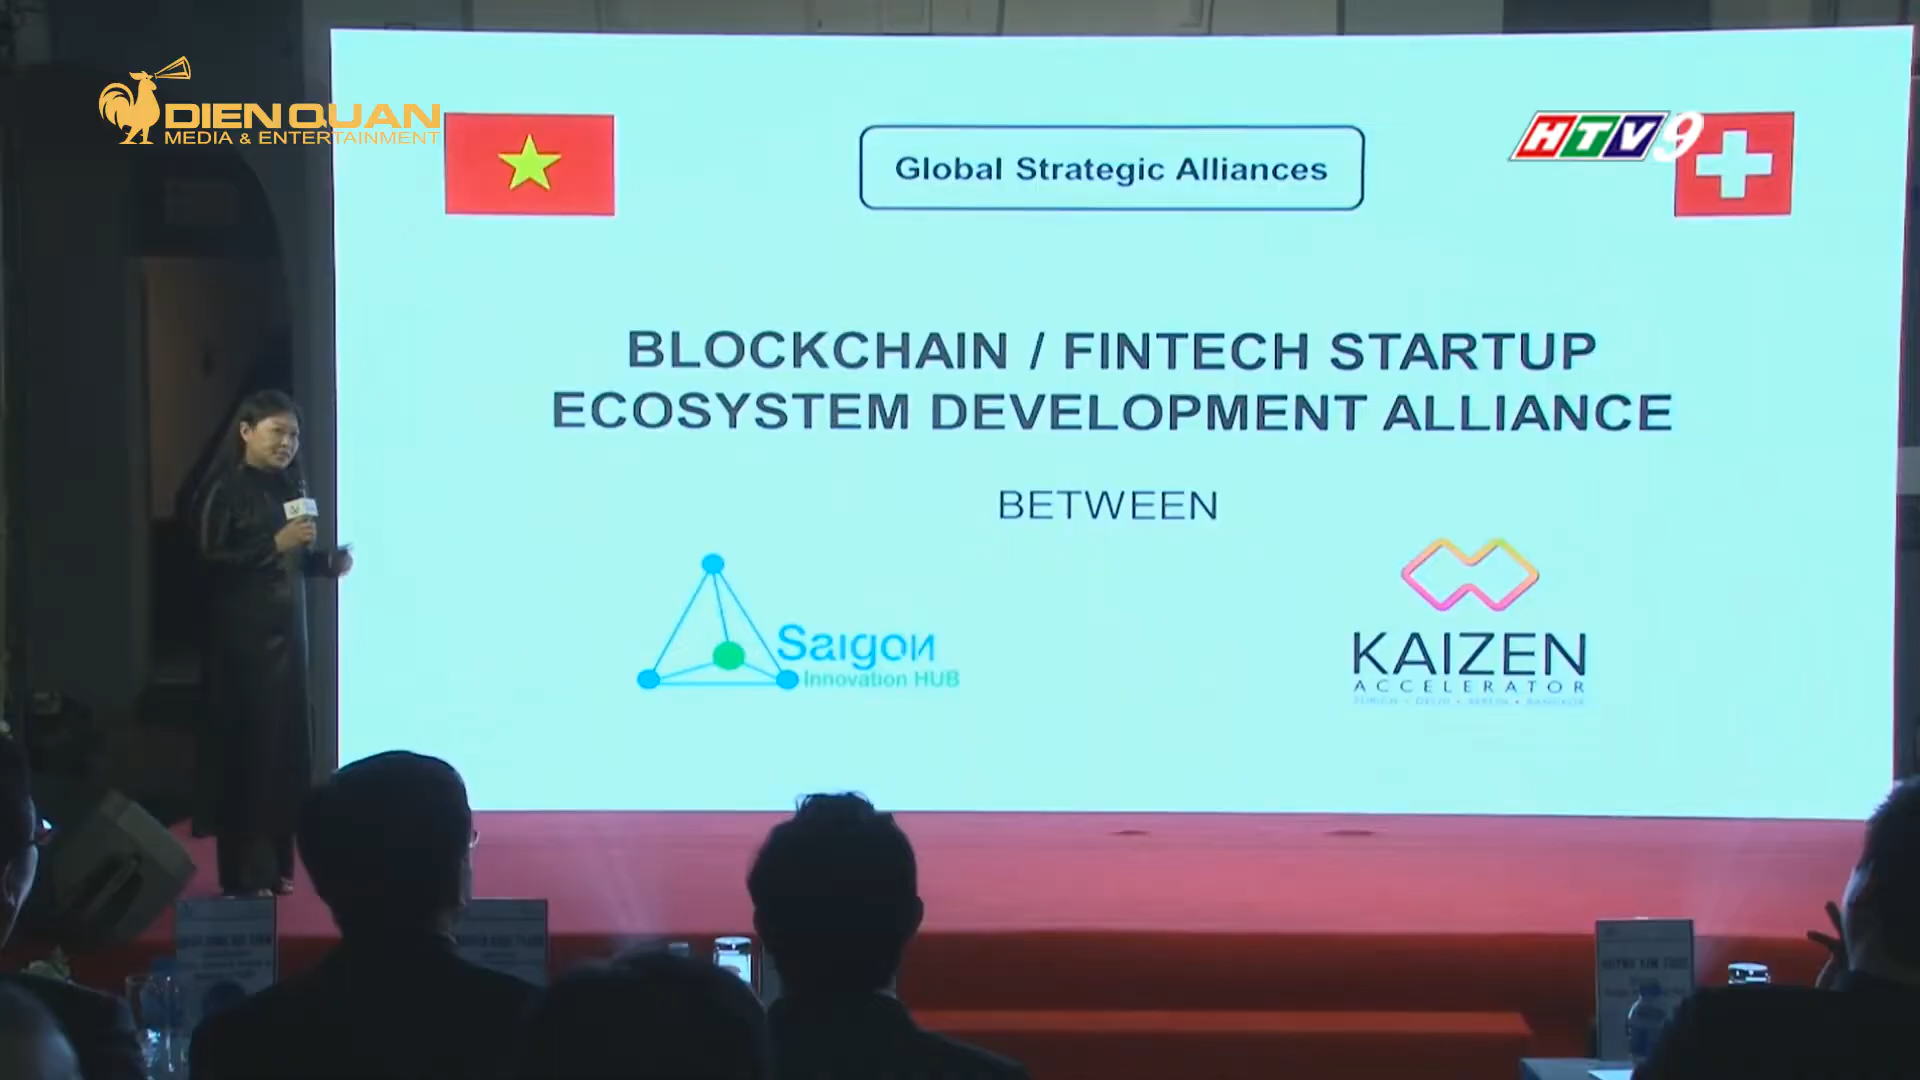 DIEN QUAN
MEDIA & ENTERTAINMENT
HTV9
Global Strategic Alliances
BLOCKCHAIN / FINTECH STARTUP
ECOSYSTEM DEVELOPMENT ALLIANCE
BETWEEN
Saigon
Innovation HUB
KAIZEN
ACCELERATOR